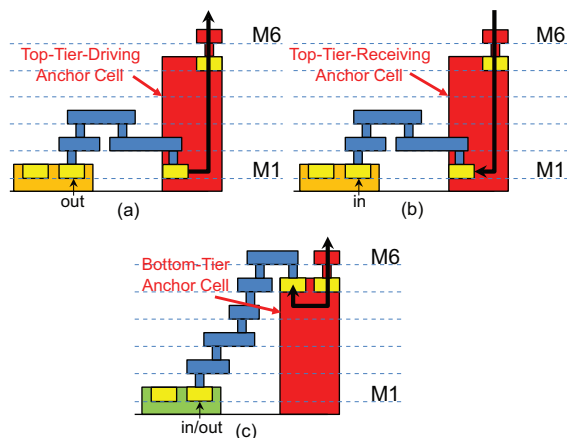 M6
Top-Tier-Driving
Anchor Cell
M1
out
(a)
M6
Top-Tier-Receiving
Anchor Cell
M1
in
(b)
M6
Bottom-Tier
Anchor Cell
M1
in/out
(c)